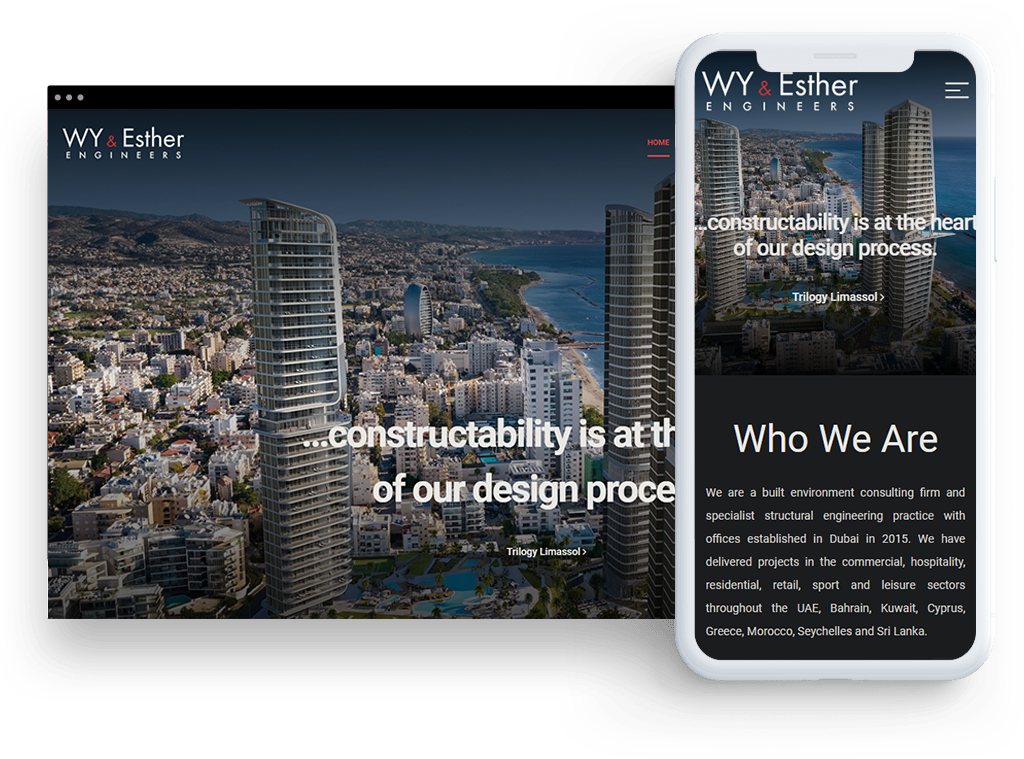 WY & Esther
ENGINEERS
HOME
...constructability is at th
of our design proce
Trilogy Limassol ›
WY & Esther
ENGINEERS
...constructability is at the heart
of our design process.
Trilogy Limassol ›
Who We Are
We are a built environment consulting firm and
specialist structural engineering practice with
offices established in Dubai in 2015. We have
delivered projects in the commercial, hospitality,
residential, retail, sport and leisure sectors
throughout the UAE, Bahrain, Kuwait, Cyprus,
Greece, Morocco, Seychelles and Sri Lanka.